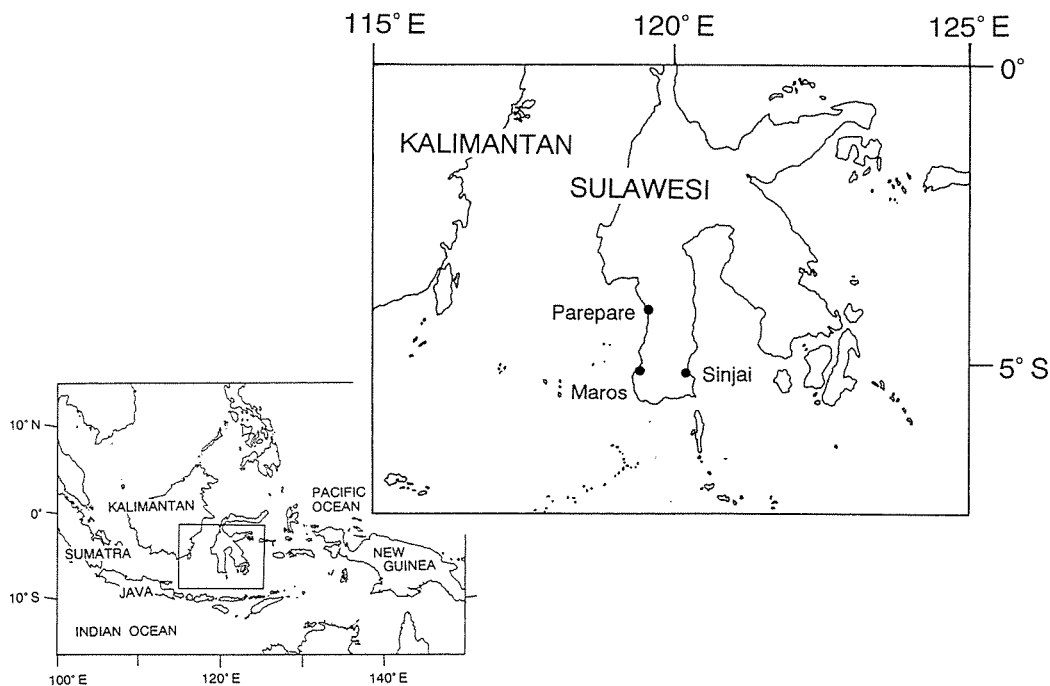 115° E
120° E
125° E
0°
KALIMANTAN
SULAWESI
Parepare
5° S
Sinjai
Maros
10° N
PACIFIC
OCEAN
KALIMANTAN
0°
SUMATRA
NEW
GUINEA
JAVA
10° S
INDIAN OCEAN
100° E
120° E
140° E